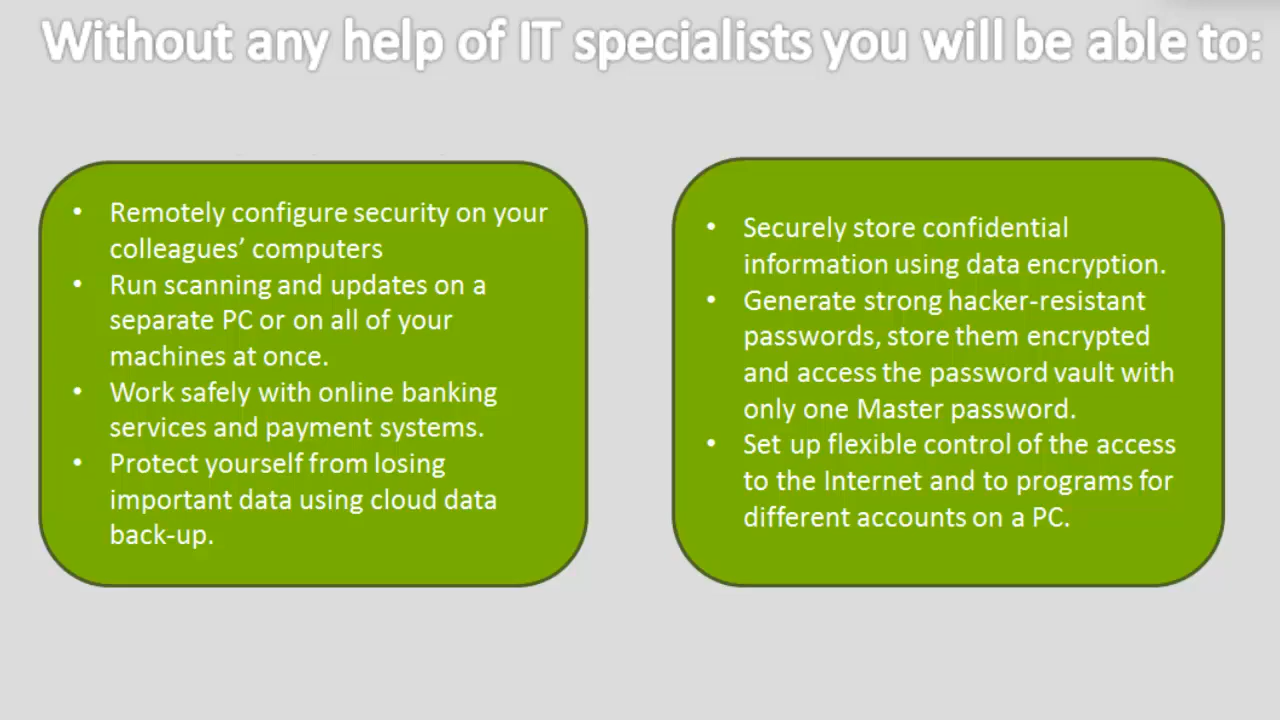 Without any help of IT specialists you will be able to:
• Remotely configure security on your
colleagues’ computers
• Run scanning and updates on a
separate PC or on all of your
machines at once.
• Work safely with online banking
services and payment systems.
• Protect yourself from losing
important data using cloud data
back-up.
• Securely store confidential
information using data encryption.
• Generate strong hacker-resistant
passwords, store them encrypted
and access the password vault with
only one Master password.
• Set up flexible control of the access
to the Internet and to programs for
different accounts on a PC.